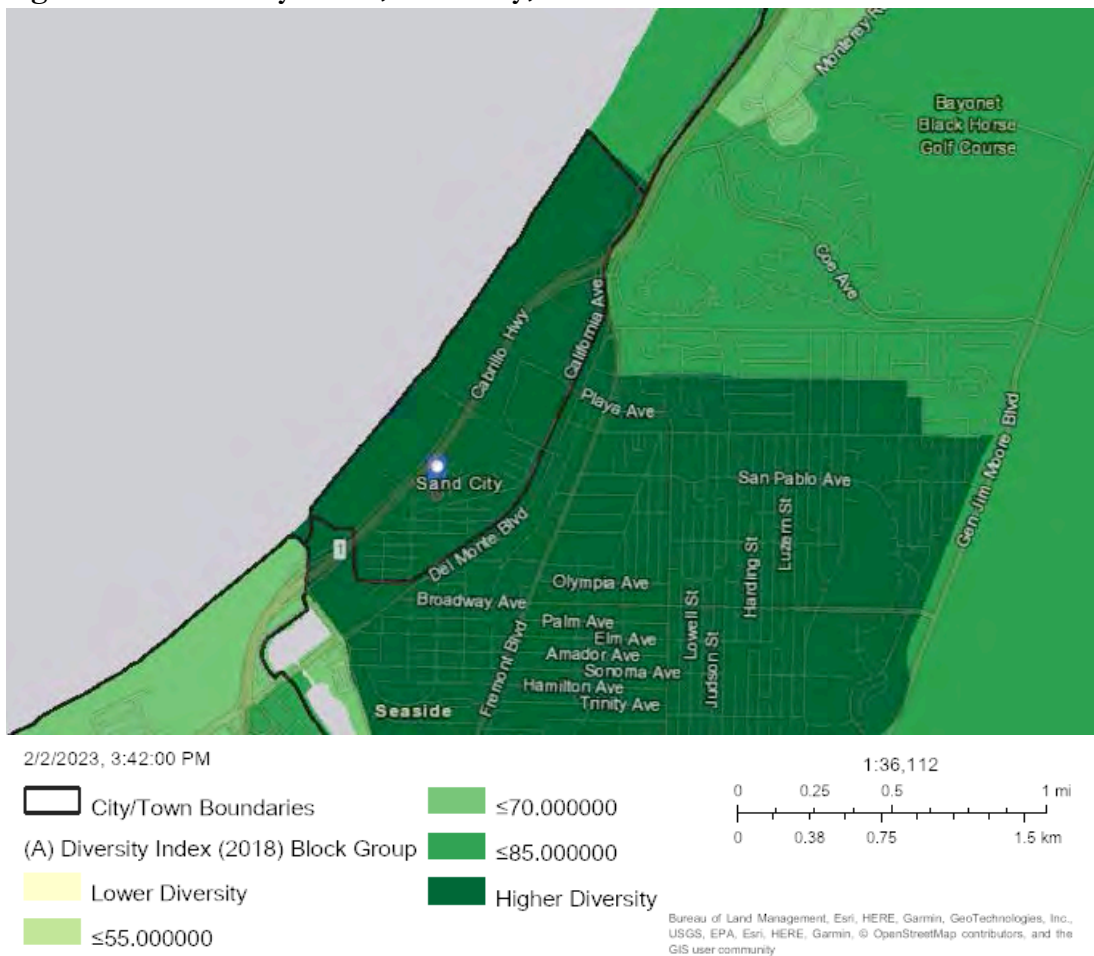 Monterey R
Bayonet
Black Horse
Golf Course
Coe Ave
Cabrillo Hwy
California Ave
Playa Ave
Gen Jim Moore Blvd
San Pablo Ave
Sand City
Luzern St
Harding St
1
Del Monte Blvd
Olympia Ave
Broadway Ave
Lowell St
Palm Ave
Elm Ave
Judson St
Amador Ave
Sonoma Ave
Fremont Blvd
Hamilton Ave
Trinity Ave
Seaside
2/2/2023, 3:42:00 PM
City/Town Boundaries
(A) Diversity Index (2018) Block Group
Lower Diversity
≤55.000000
≤70.000000
≤85.000000
Higher Diversity
1:36,112
0 0.25 0.5 1 mi
0 0.38 0.75 1.5 km
Bureau of Land Management, Esri, HERE, Garmin, GeoTechnologies, Inc.,
USGS, EPA, Esri, HERE, Garmin, © OpenStreetMap contributors, and the
GIS user community